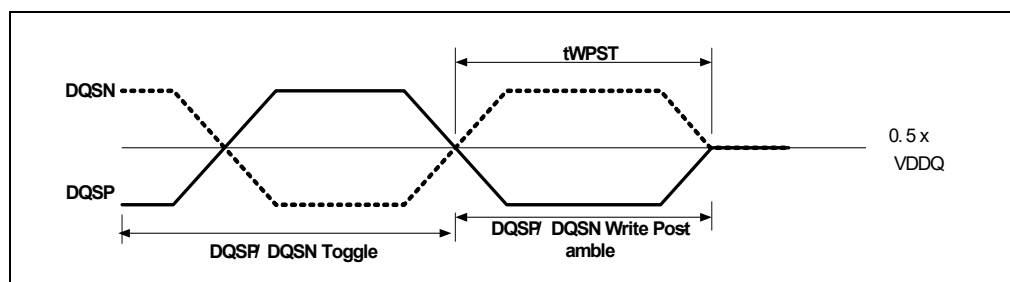 tWPST
DQSN
0.5 x
VDDQ
DQSP
DQSP/ DQSN Toggle
DQSP/ DQSN Write Post
amble